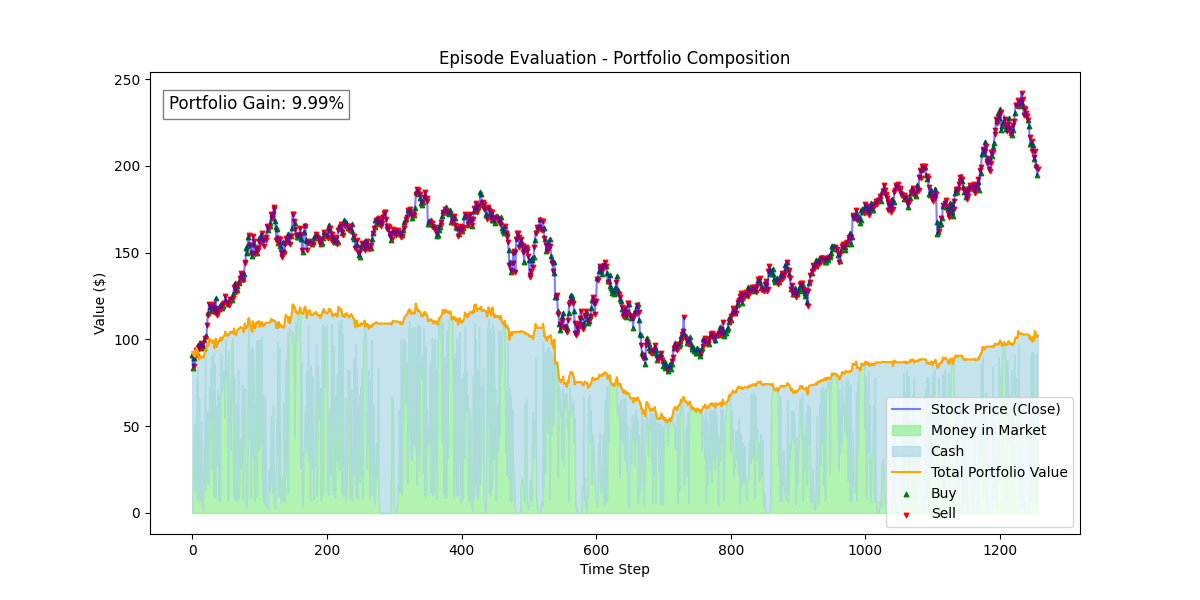 Episode Evaluation - Portfolio Composition
Portfolio Gain: 9.99%
Value ($)
250
200
150
100
50
0
Stock Price (Close)
Money in Market
Cash
Total Portfolio Value
Buy
Sell
0 200 400 600 800 1000 1200
Time Step